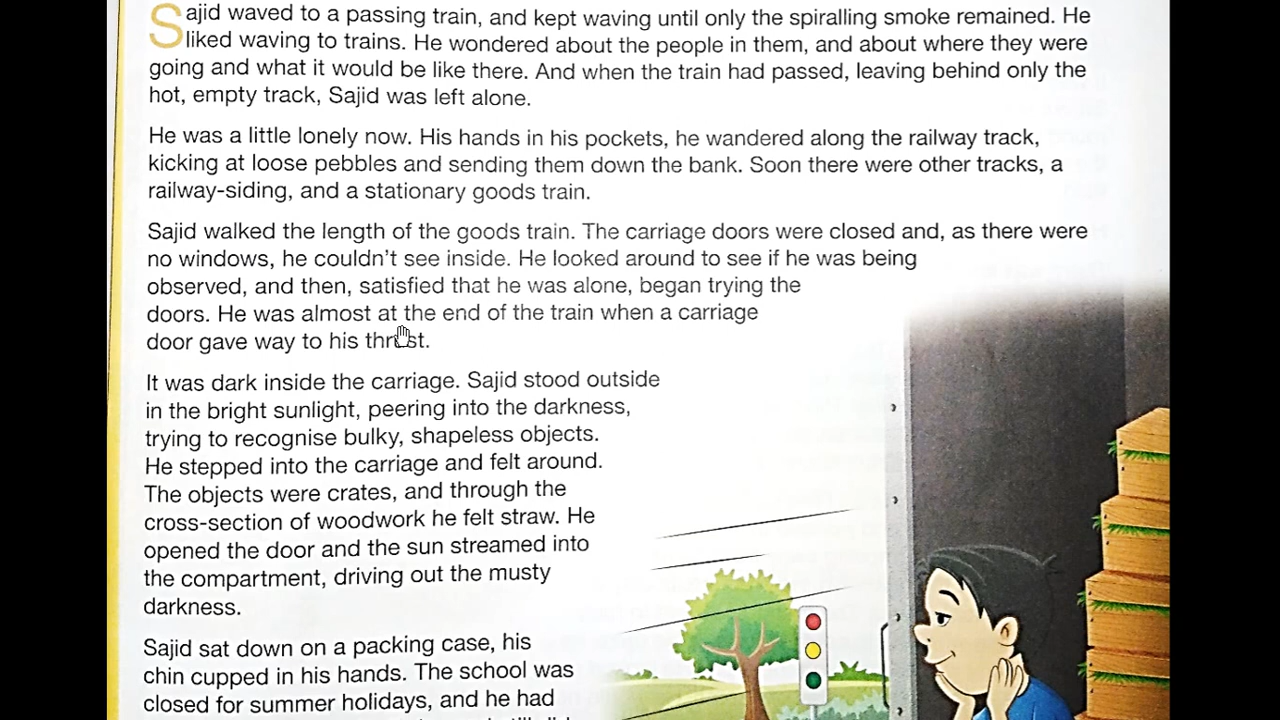 Sajid waved to a passing train, and kept waving until only the spiralling smoke remained. He
liked waving to trains. He wondered about the people in them, and about where they were
going and what it would be like there. And when the train had passed, leaving behind only the
hot, empty track, Sajid was left alone.
He was a little lonely now. His hands in his pockets, he wandered along the railway track,
kicking at loose pebbles and sending them down the bank. Soon there were other tracks, a
railway-siding, and a stationary goods train.
Sajid walked the length of the goods train. The carriage doors were closed and, as there were
no windows, he couldn't see inside. He looked around to see if he was being
observed, and then, satisfied that he was alone, began trying the
doors. He was almost at the end of the train when a carriage
door gave way to his thrust.
It was dark inside the carriage. Sajid stood outside
in the bright sunlight, peering into the darkness,
trying to recognise bulky, shapeless objects.
He stepped into the carriage and felt around.
The objects were crates, and through the
cross-section of woodwork he felt straw. He
opened the door and the sun streamed into
the compartment, driving out the musty
darkness.
Sajid sat down on a packing case, his
chin cupped in his hands. The school was
closed for summer holidays, and he had